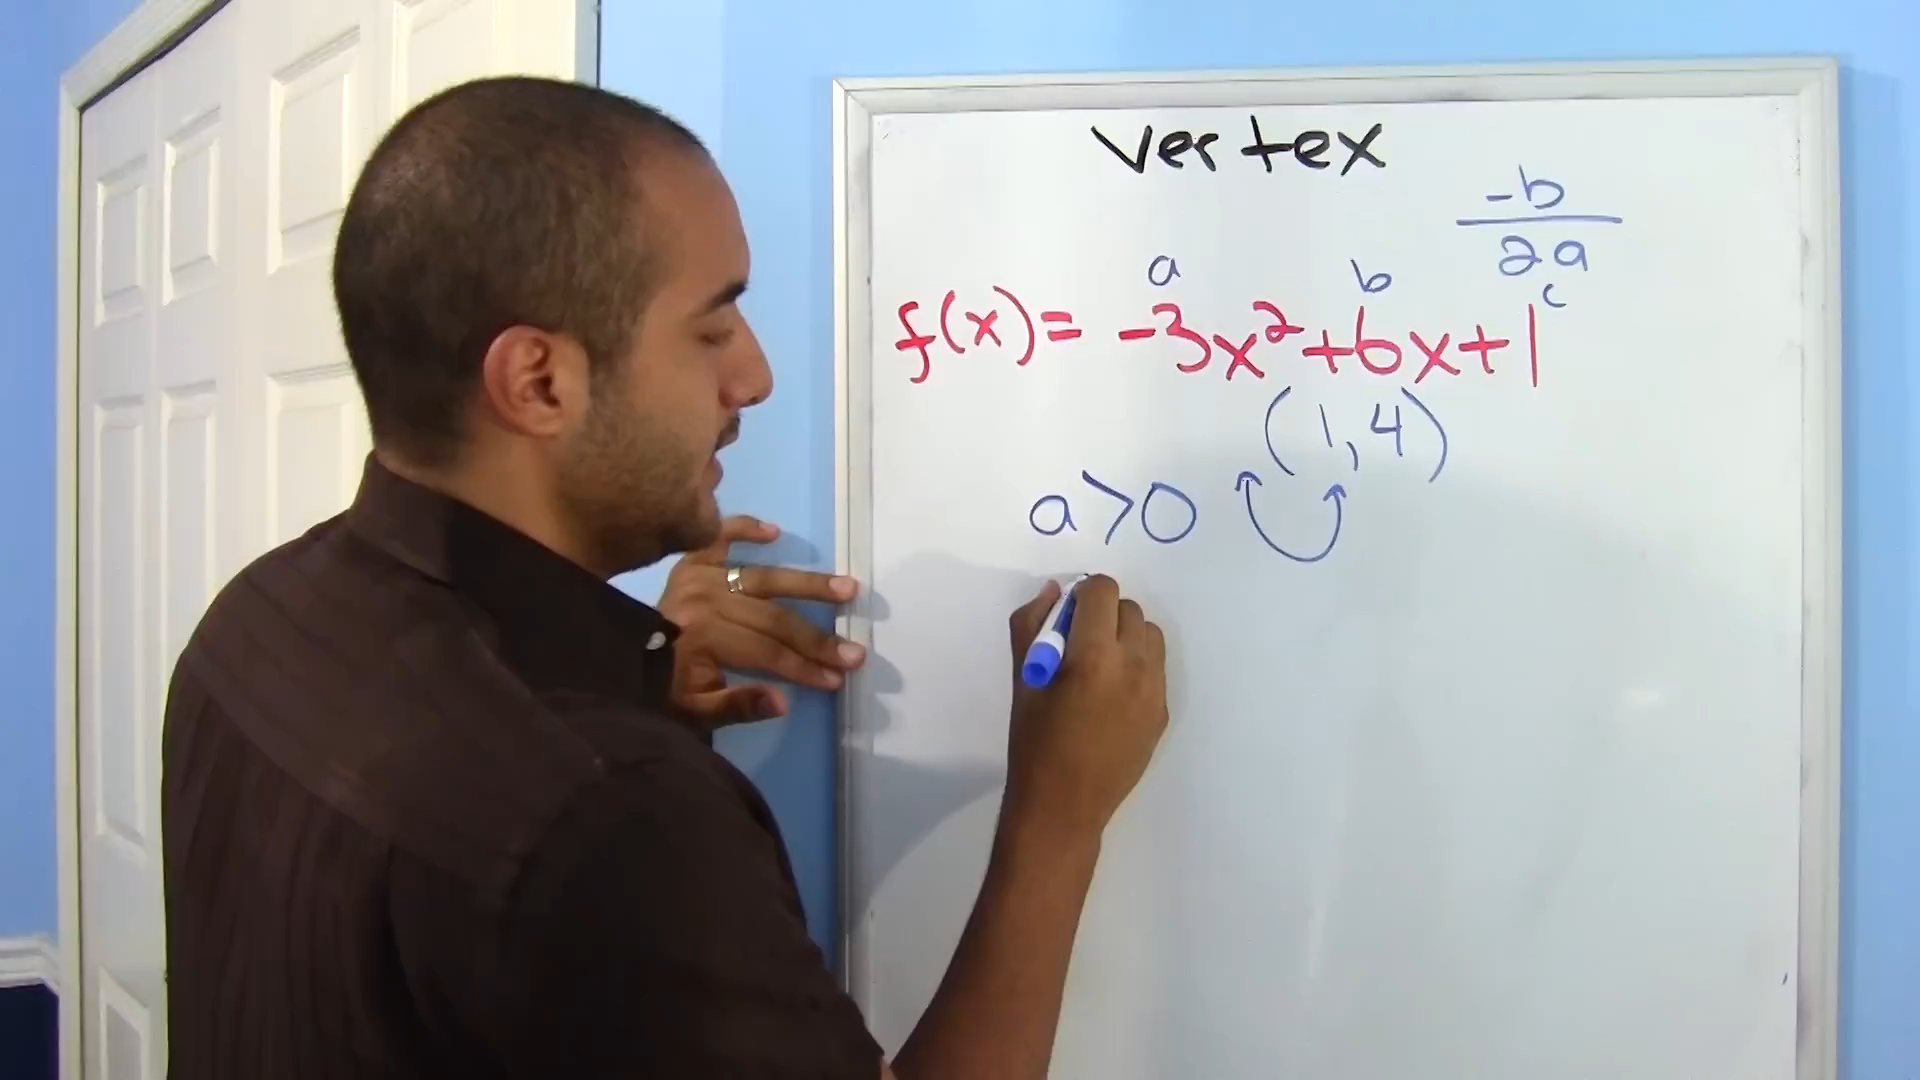 vertex
-b
2a
a b c
f(x)= -3x²+6x+1
(1,4)
a>0